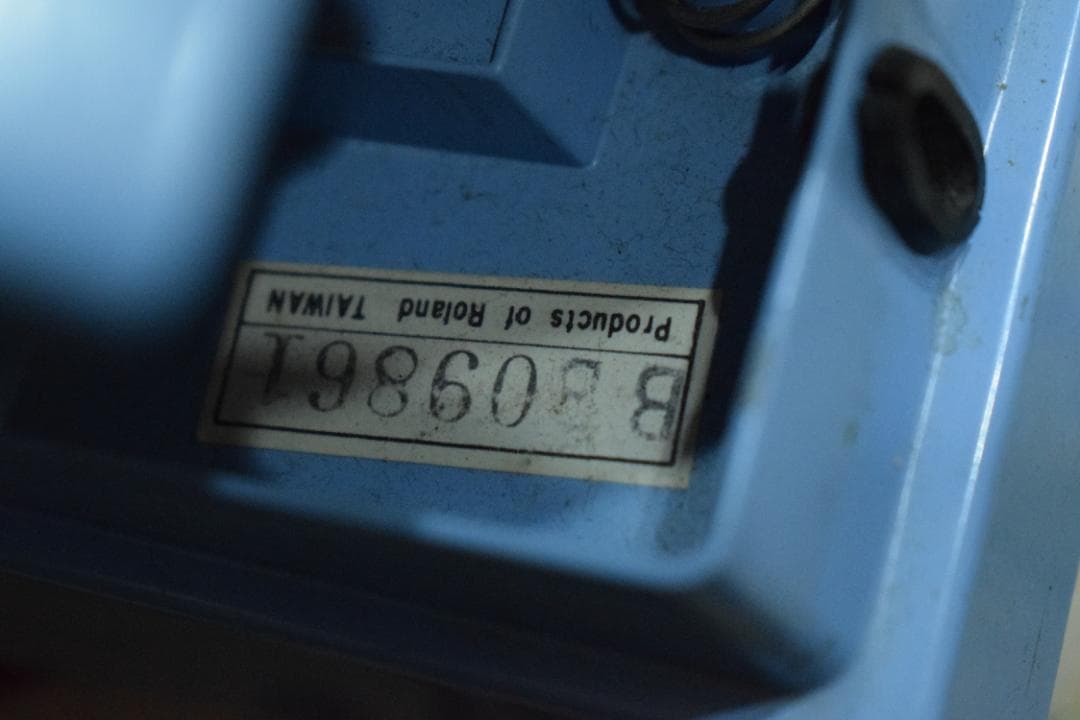 Products of Roland TAIWAN
BB09861